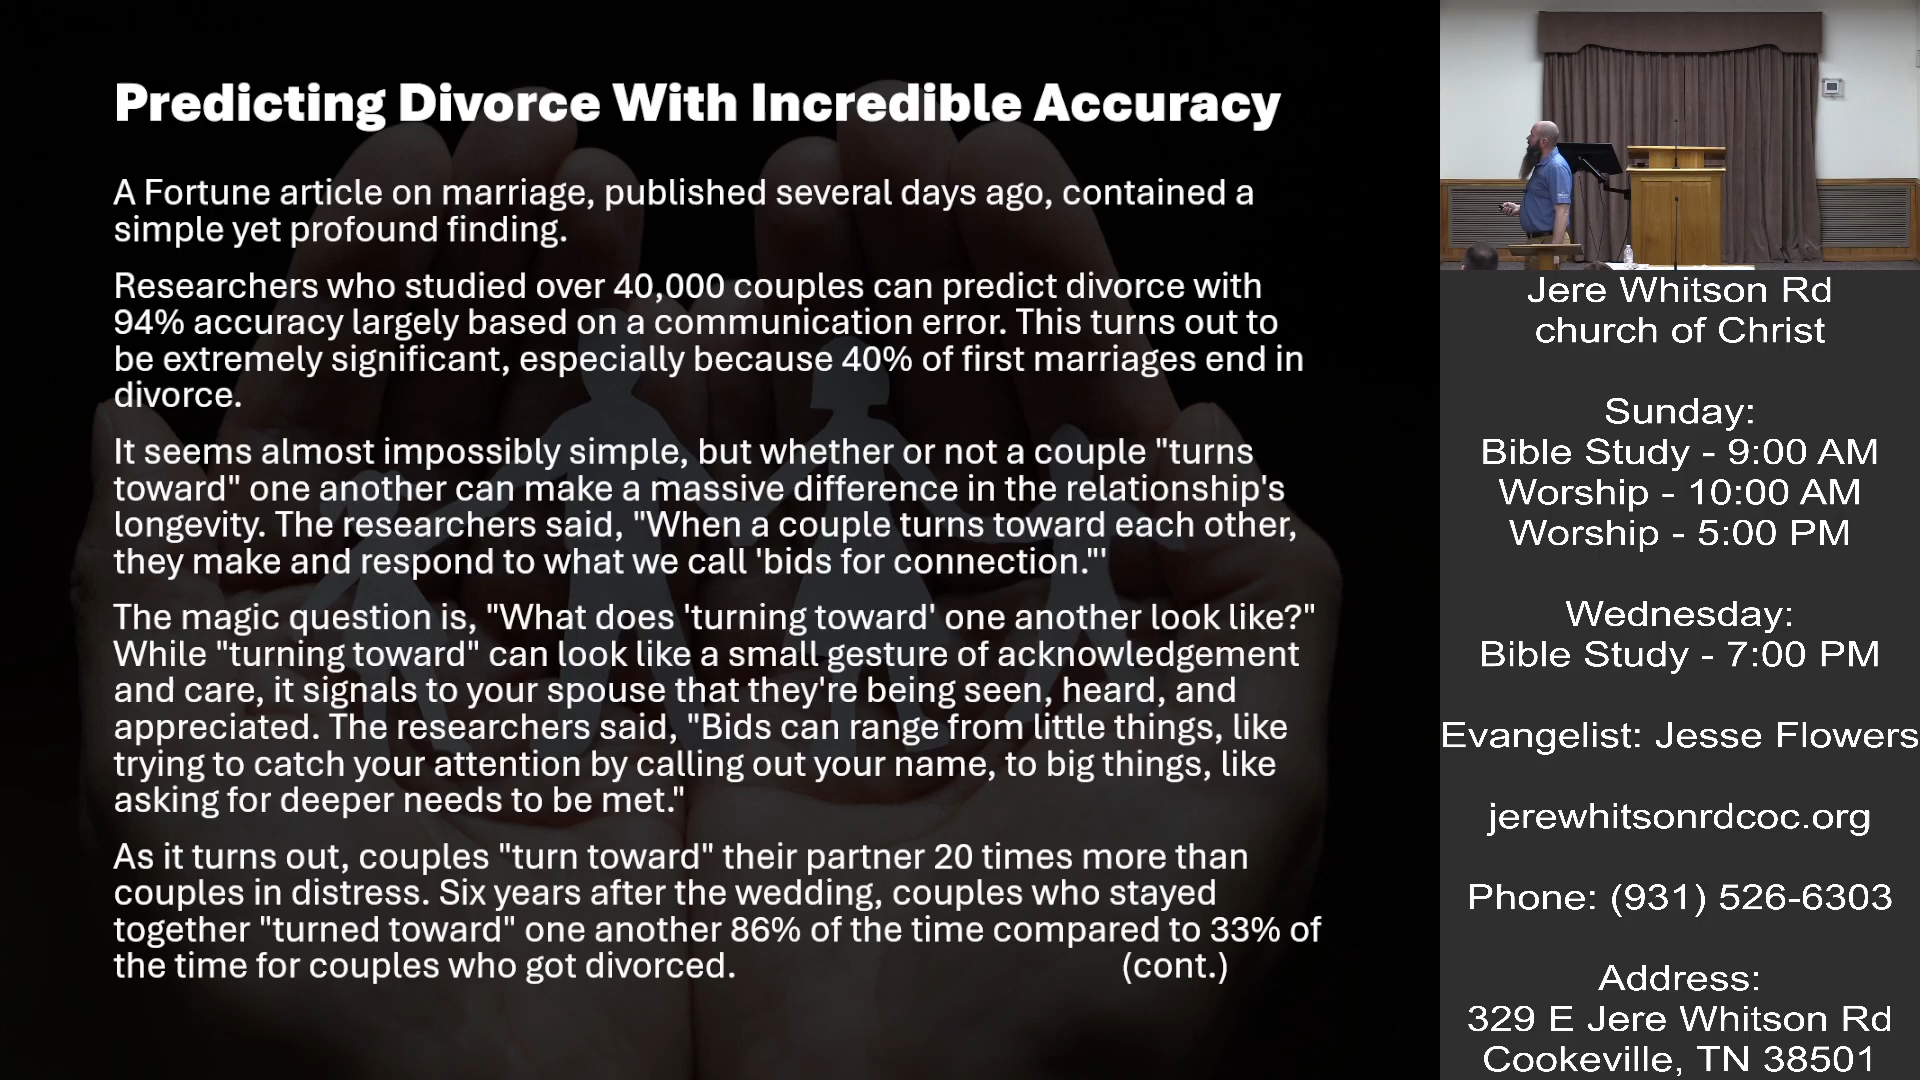 Predicting Divorce With Incredible Accuracy
A Fortune article on marriage, published several days ago, contained a
simple yet profound finding.
Researchers who studied over 40,000 couples can predict divorce with
94% accuracy largely based on a communication error. This turns out to
be extremely significant, especially because 40% of first marriages end in
divorce.
It seems almost impossibly simple, but whether or not a couple "turns
toward" one another can make a massive difference in the relationship's
longevity. The researchers said, "When a couple turns toward each other,
they make and respond to what we call 'bids for connection."'
The magic question is, "What does 'turning toward' one another look like?"
While "turning toward" can look like a small gesture of acknowledgement
and care, it signals to your spouse that they're being seen, heard, and
appreciated. The researchers said, "Bids can range from little things, like
trying to catch your attention by calling out your name, to big things, like
asking for deeper needs to be met."
As it turns out, couples "turn toward" their partner 20 times more than
couples in distress. Six years after the wedding, couples who stayed
together "turned toward" one another 86% of the time compared to 33% of
the time for couples who got divorced. (cont.)
Jere Whitson Rd
church of Christ
Sunday:
Bible Study - 9:00 AM
Worship - 10:00 AM
Worship - 5:00 PM
Wednesday:
Bible Study - 7:00 PM
Evangelist: Jesse Flowers
jerewhitsonrdcoc.org
Phone: (931) 526-6303
Address:
329 E Jere Whitson Rd
Cookeville, TN 38501